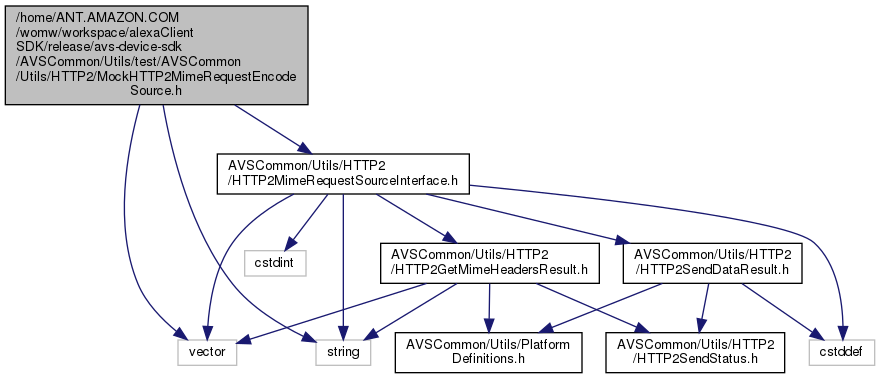 /home/ANT.AMAZON.COM
/womw/workspace/alexaClient
SDK/release/avs-device-sdk
/AVSCommon/Utils/test/AVSCommon
/Utils/HTTP2/MockHTTP2MimeRequestEncode
Source.h
AVSCommon/Utils/HTTP2
/HTTP2MimeRequestSourceInterface.h
cstdint
AVSCommon/Utils/HTTP2
/HTTP2GetMimeHeadersResult.h
AVSCommon/Utils/HTTP2
/HTTP2SendDataResult.h
vector
string
AVSCommon/Utils/Platform
Definitions.h
AVSCommon/Utils/HTTP2
/HTTP2SendStatus.h
cstddef